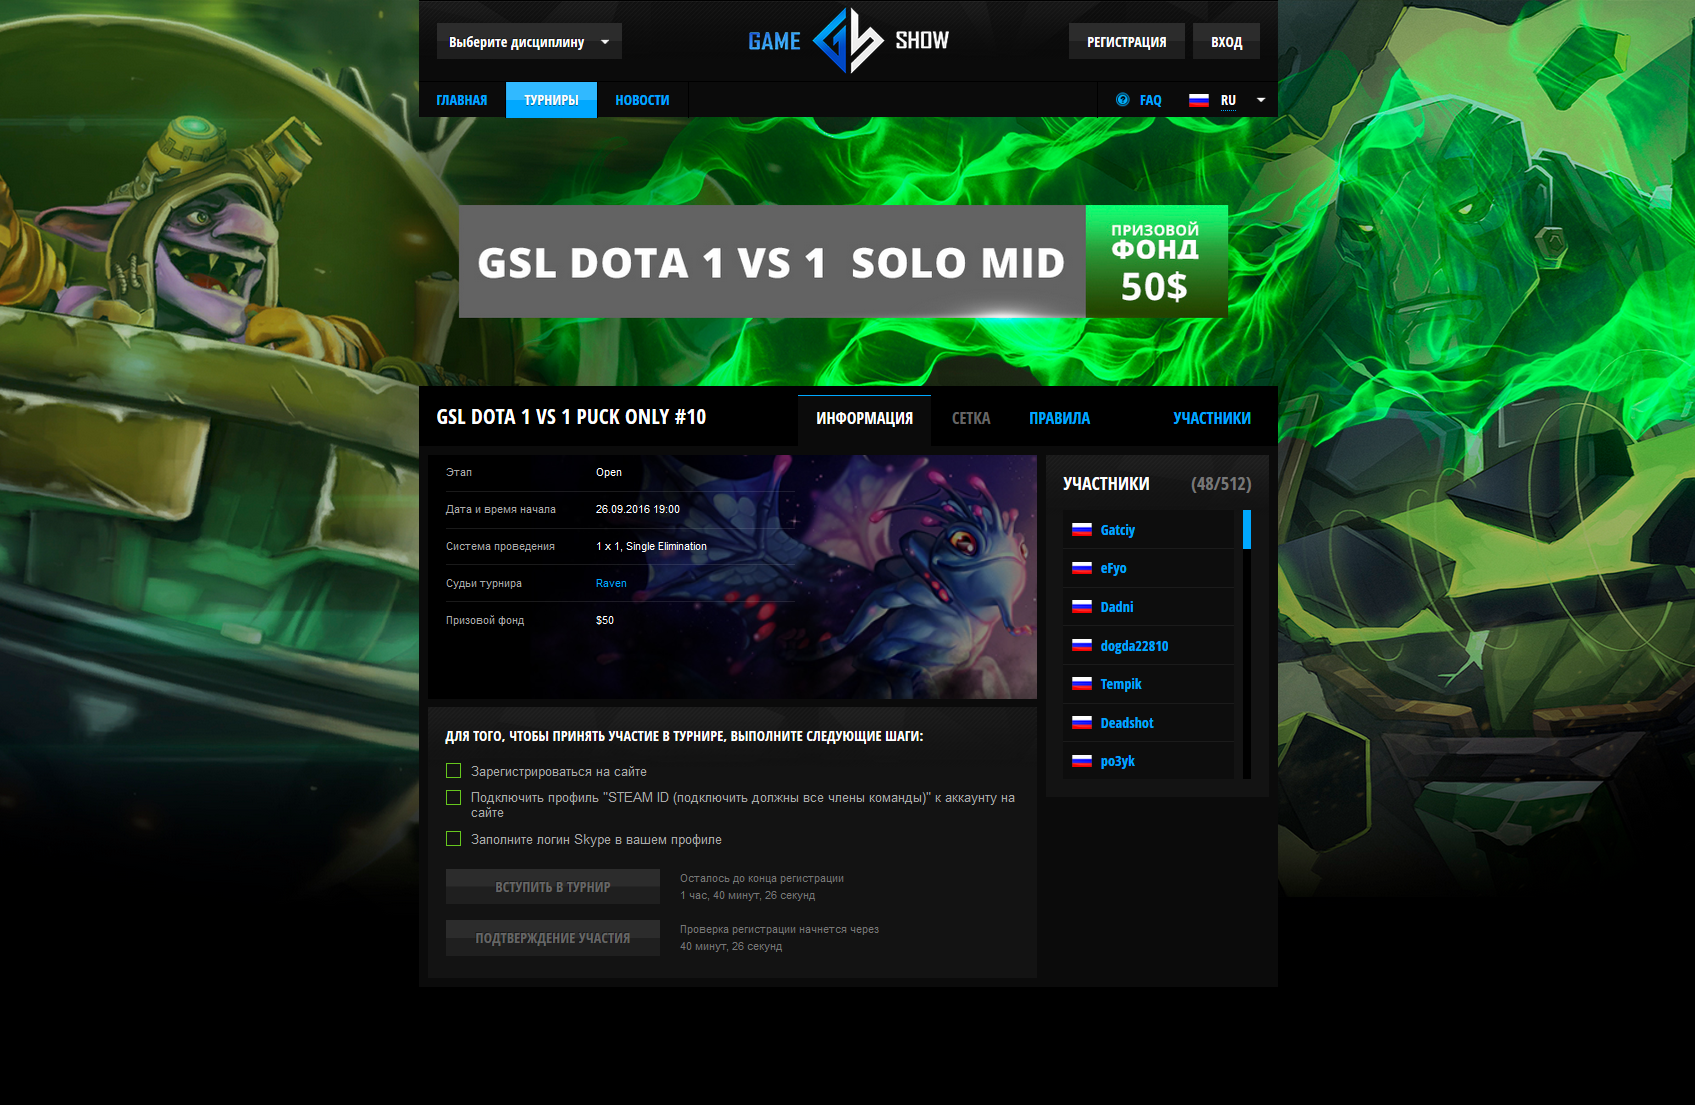 Выберите дисциплину
GAME SHOW
РЕГИСТРАЦИЯ
ВХОД
ГЛАВНАЯ
ТУРНИРЫ
НОВОСТИ
FAQ
RU
GSL DOTA 1 VS 1 SOLO MID
ПРИЗОВОЙ
ФОНД
50$
GSL DOTA 1 VS 1 PUCK ONLY #10
ИНФОРМАЦИЯ
СЕТКА
ПРАВИЛА
УЧАСТНИКИ
Этап Open
Дата и время начала 26.09.2016 19:00
Система проведения 1 x 1, Single Elimination
Судьи турнира Raven
Призовой фонд $50
УЧАСТНИКИ (48/512)
Gatciy
eFyo
Dadni
dogda22810
Tempik
Deadshot
po3yk
ДЛЯ ТОГО, ЧТОБЫ ПРИНЯТЬ УЧАСТИЕ В ТУРНИРЕ, ВЫПОЛНИТЕ СЛЕДУЮЩИЕ ШАГИ:
Зарегистрироваться на сайте
Подключить профиль "STEAM ID (подключить должны все члены команды)" к аккаунту на
сайте
Заполните логин Skype в вашем профиле
ВСТУПИТЬ В ТУРНИР
Осталось до конца регистрации
1 час, 40 минут, 26 секунд
ПОДТВЕРЖДЕНИЕ УЧАСТИЯ
Проверка регистрации начнется через
40 минут, 26 секунд